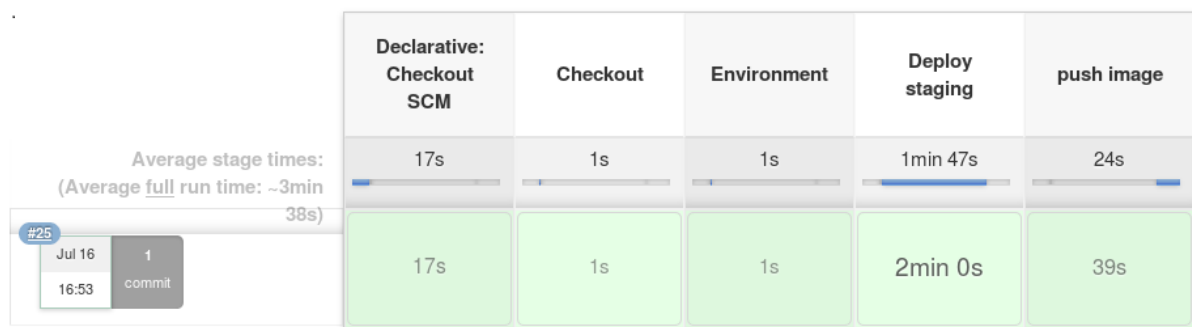 .
Declarative:
Checkout
SCM
Checkout
Environment
Deploy
staging
push image
Average stage times:
(Average full run time: ~3min
38s)
17s
1s
1s
1min 47s
24s
#25
Jul 16
16:53
1
commit
17s
1s
1s
2min 0s
39s